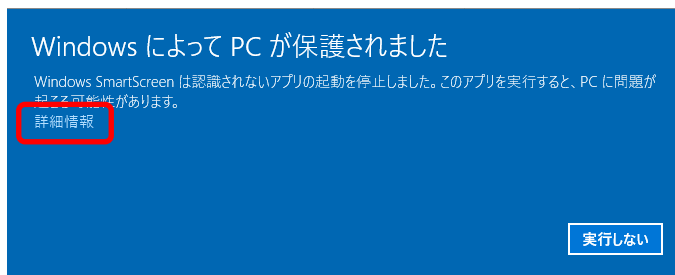 Windows によって PC が保護されました
Windows SmartScreen は認識されないアプリの起動を停止しました。このアプリを実行すると、PC に問題が
起こる可能性があります。
詳細情報
実行しない